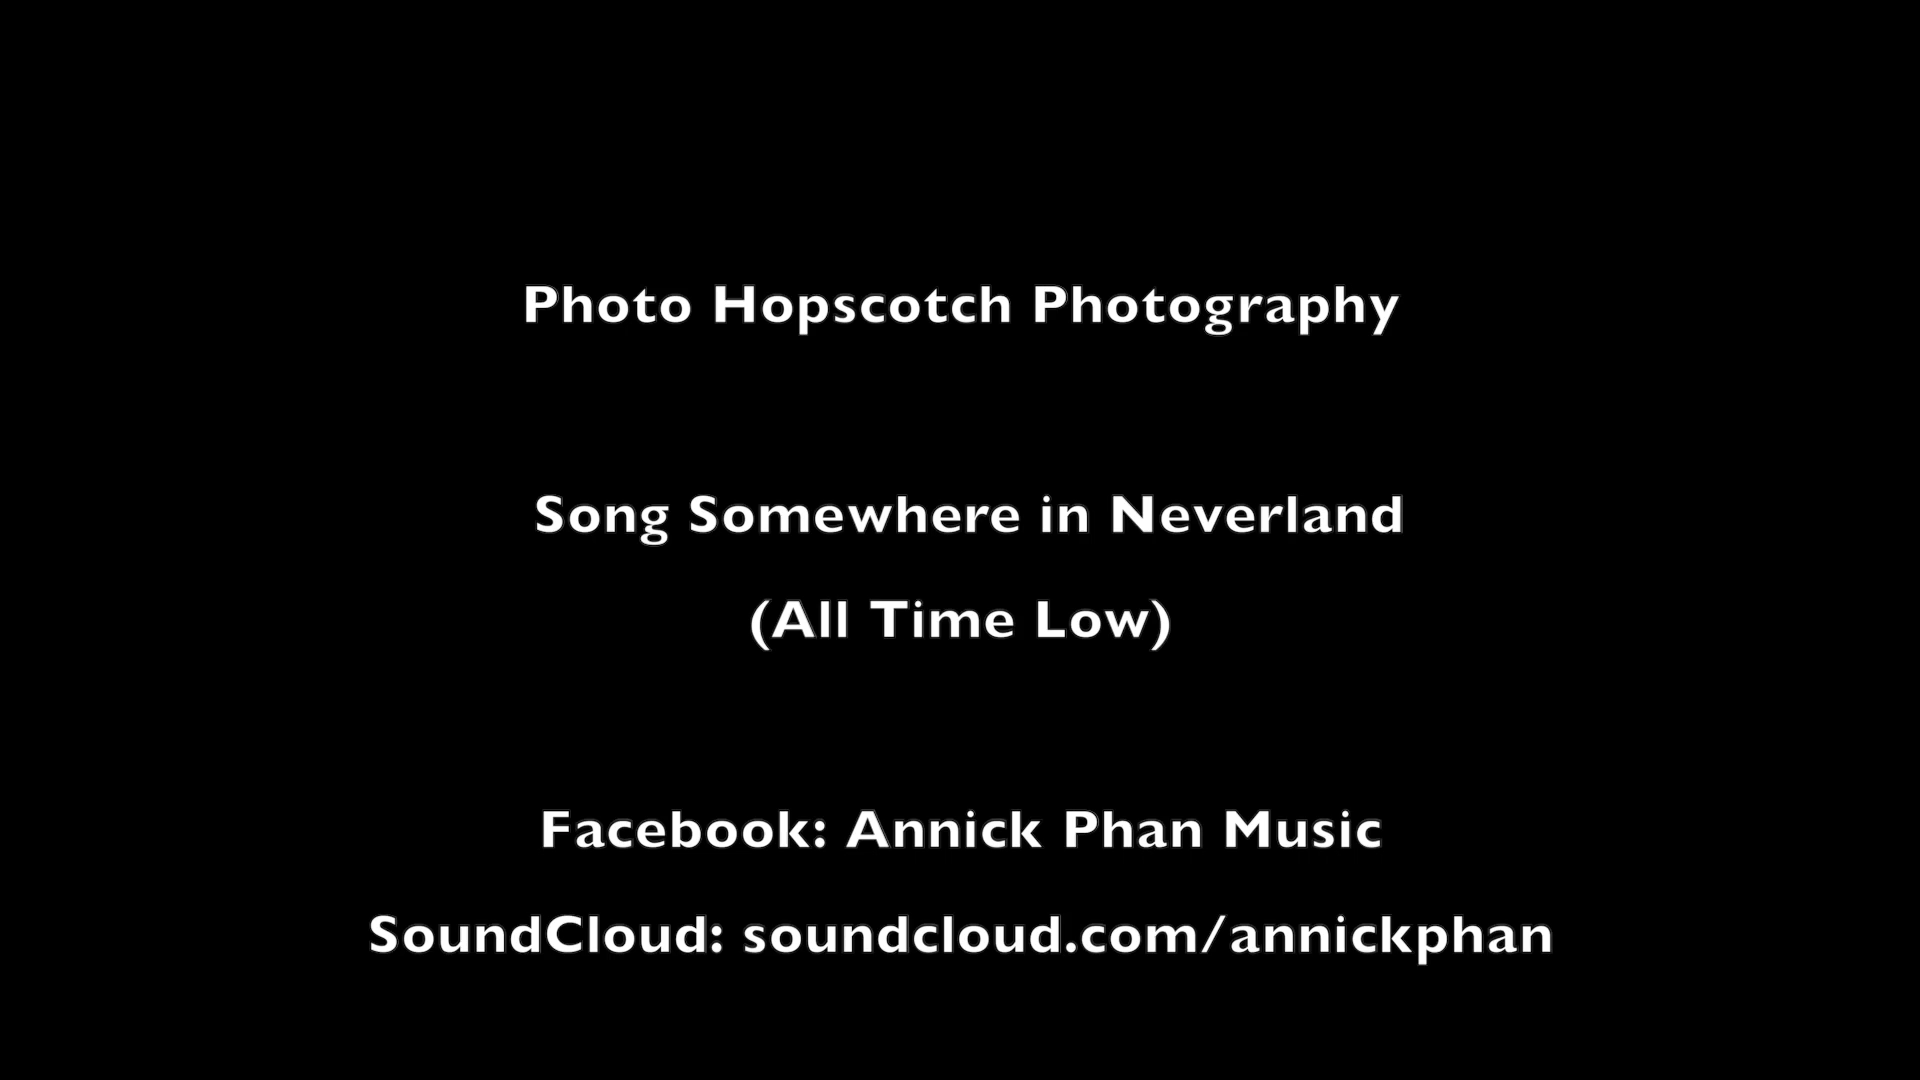 Photo Hopscotch Photography
Song Somewhere in Neverland
(All Time Low)
Facebook: Annick Phan Music
SoundCloud: soundcloud.com/annickphan